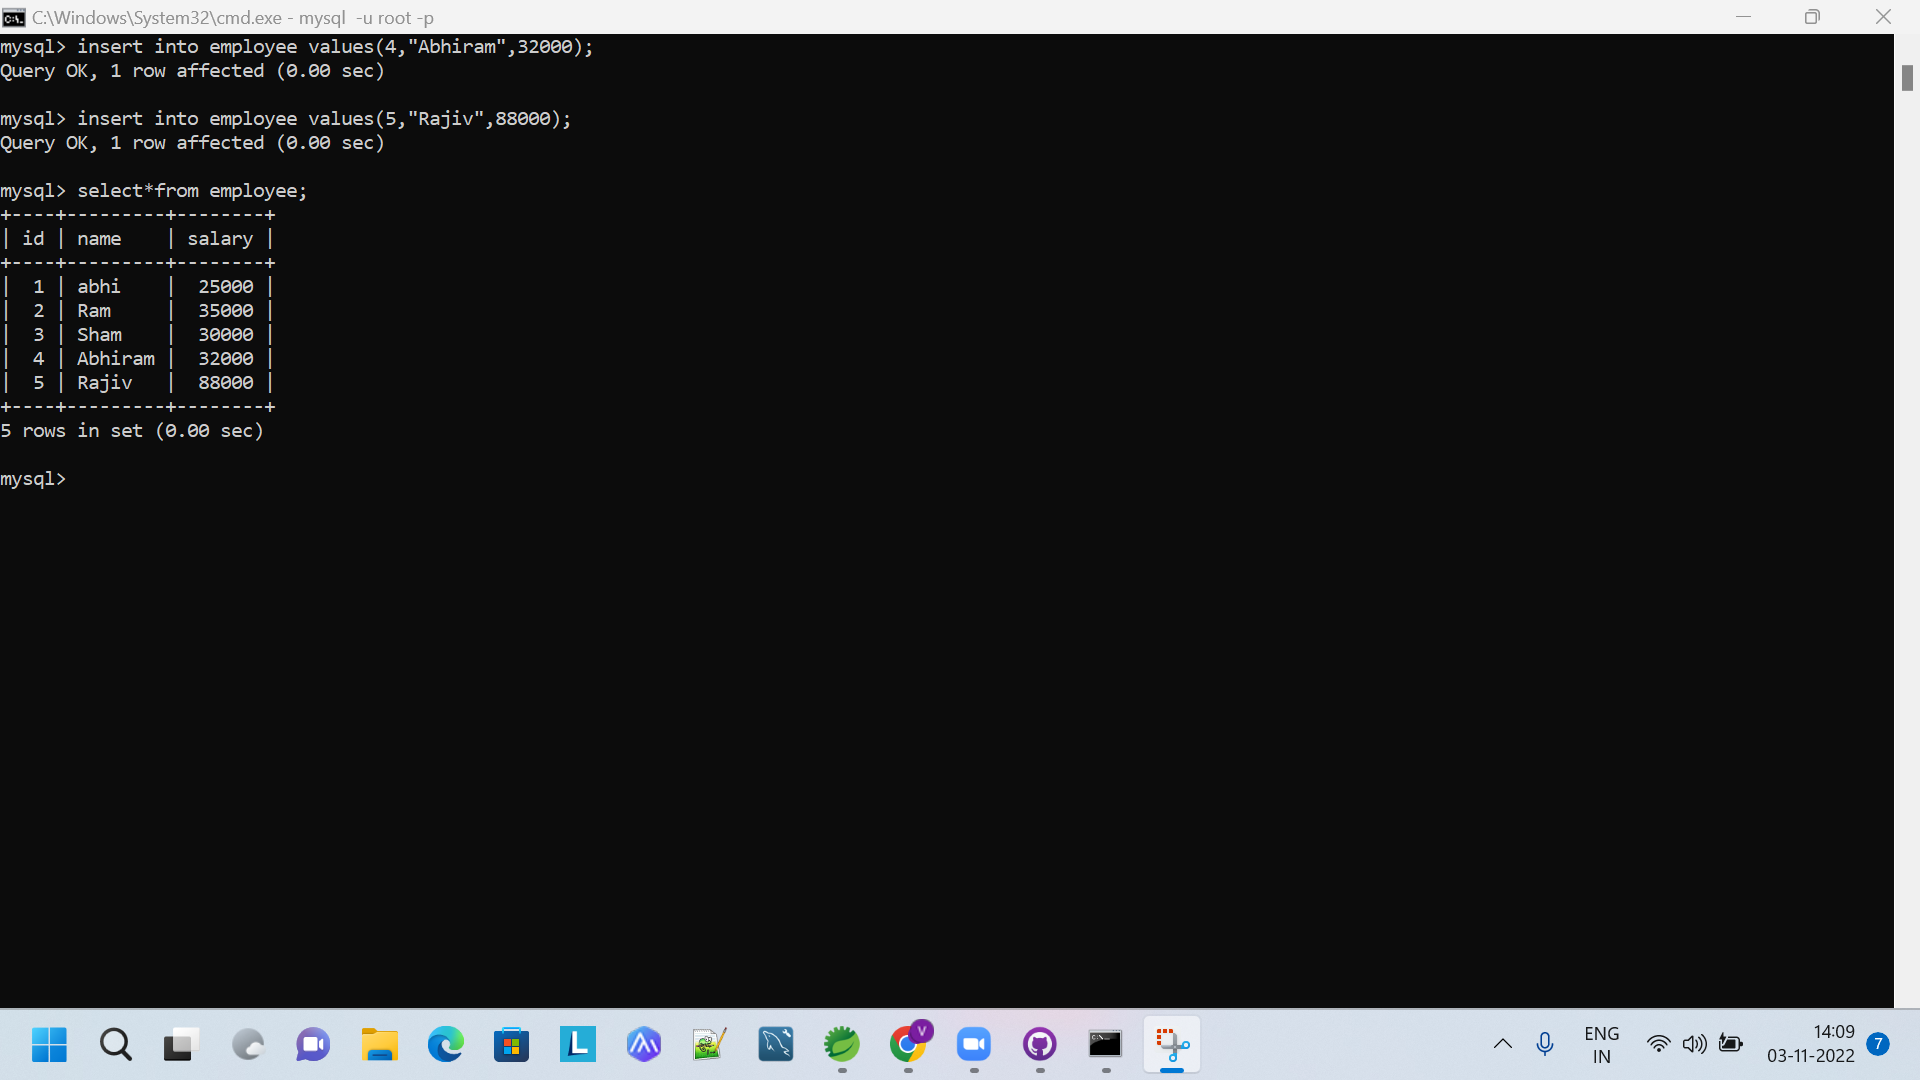 C:\Windows\System32\cmd.exe - mysql  -u root -p
mysql> insert into employee values(4,"Abhiram",32000);
Query OK, 1 row affected (0.00 sec)
mysql> insert into employee values(5,"Rajiv",88000);
Query OK, 1 row affected (0.00 sec)
mysql> select*from employee;
+----+---------+--------+
| id | name    | salary |
+----+---------+--------+
|  1 | abhi    |  25000 |
|  2 | Ram     |  35000 |
|  3 | Sham    |  30000 |
|  4 | Abhiram |  32000 |
|  5 | Rajiv   |  88000 |
+----+---------+--------+
5 rows in set (0.00 sec)
mysql>
L
V
ENG
IN
14:09
03-11-2022
7